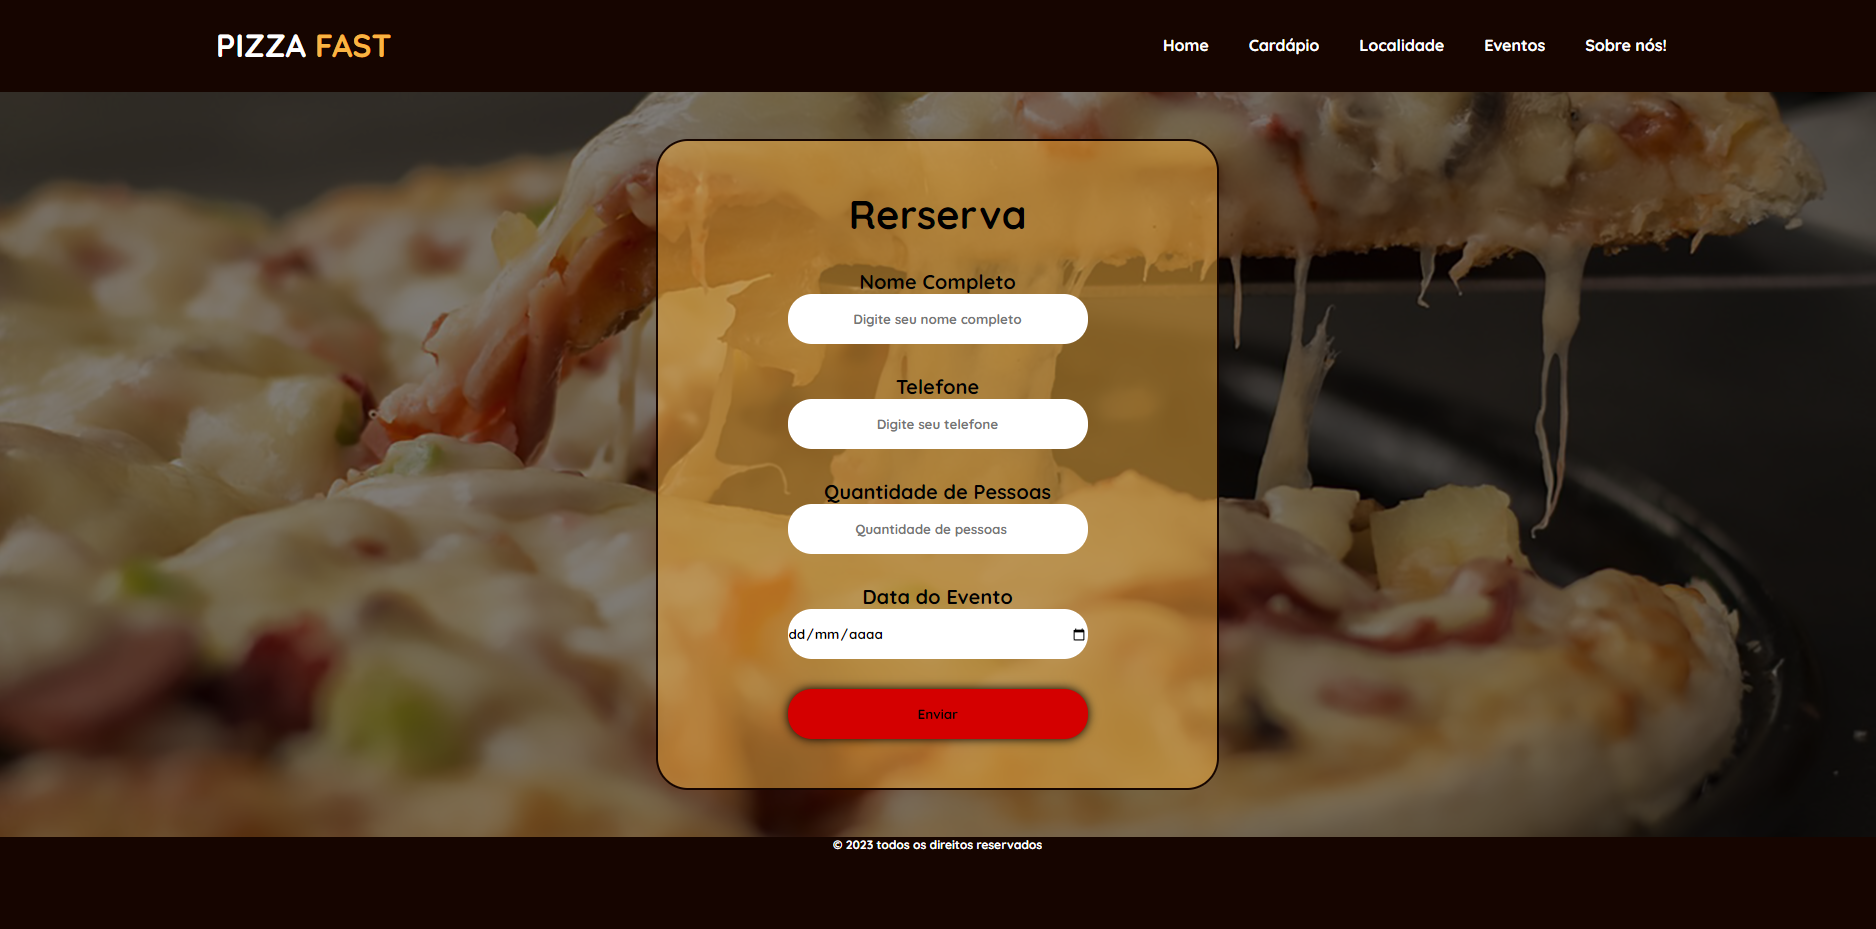 PIZZA FAST
Home Cardápio Localidade Eventos Sobre nós!
Rerserva
Nome Completo
Digite seu nome completo
Telefone
Digite seu telefone
Quantidade de Pessoas
Quantidade de pessoas
Data do Evento
dd/mm/aaaa
Enviar
© 2023 todos os direitos reservados